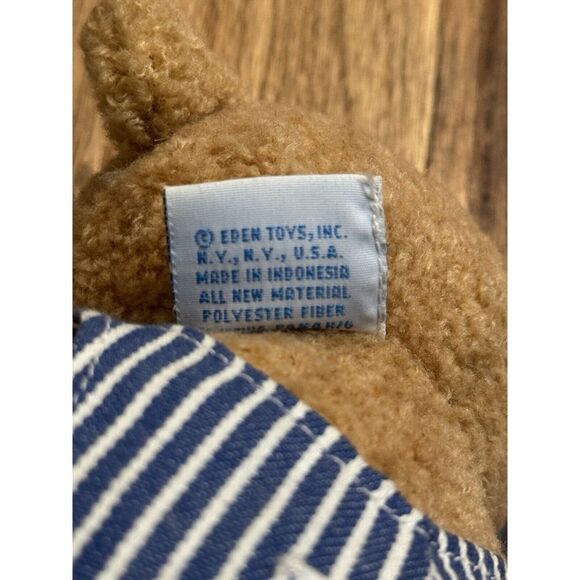 © EDEN TOYS, INC.
N.Y., N.Y., U.S.A.
MADE IN INDONESIA
ALL NEW MATERIAL
POLYESTER FIBER